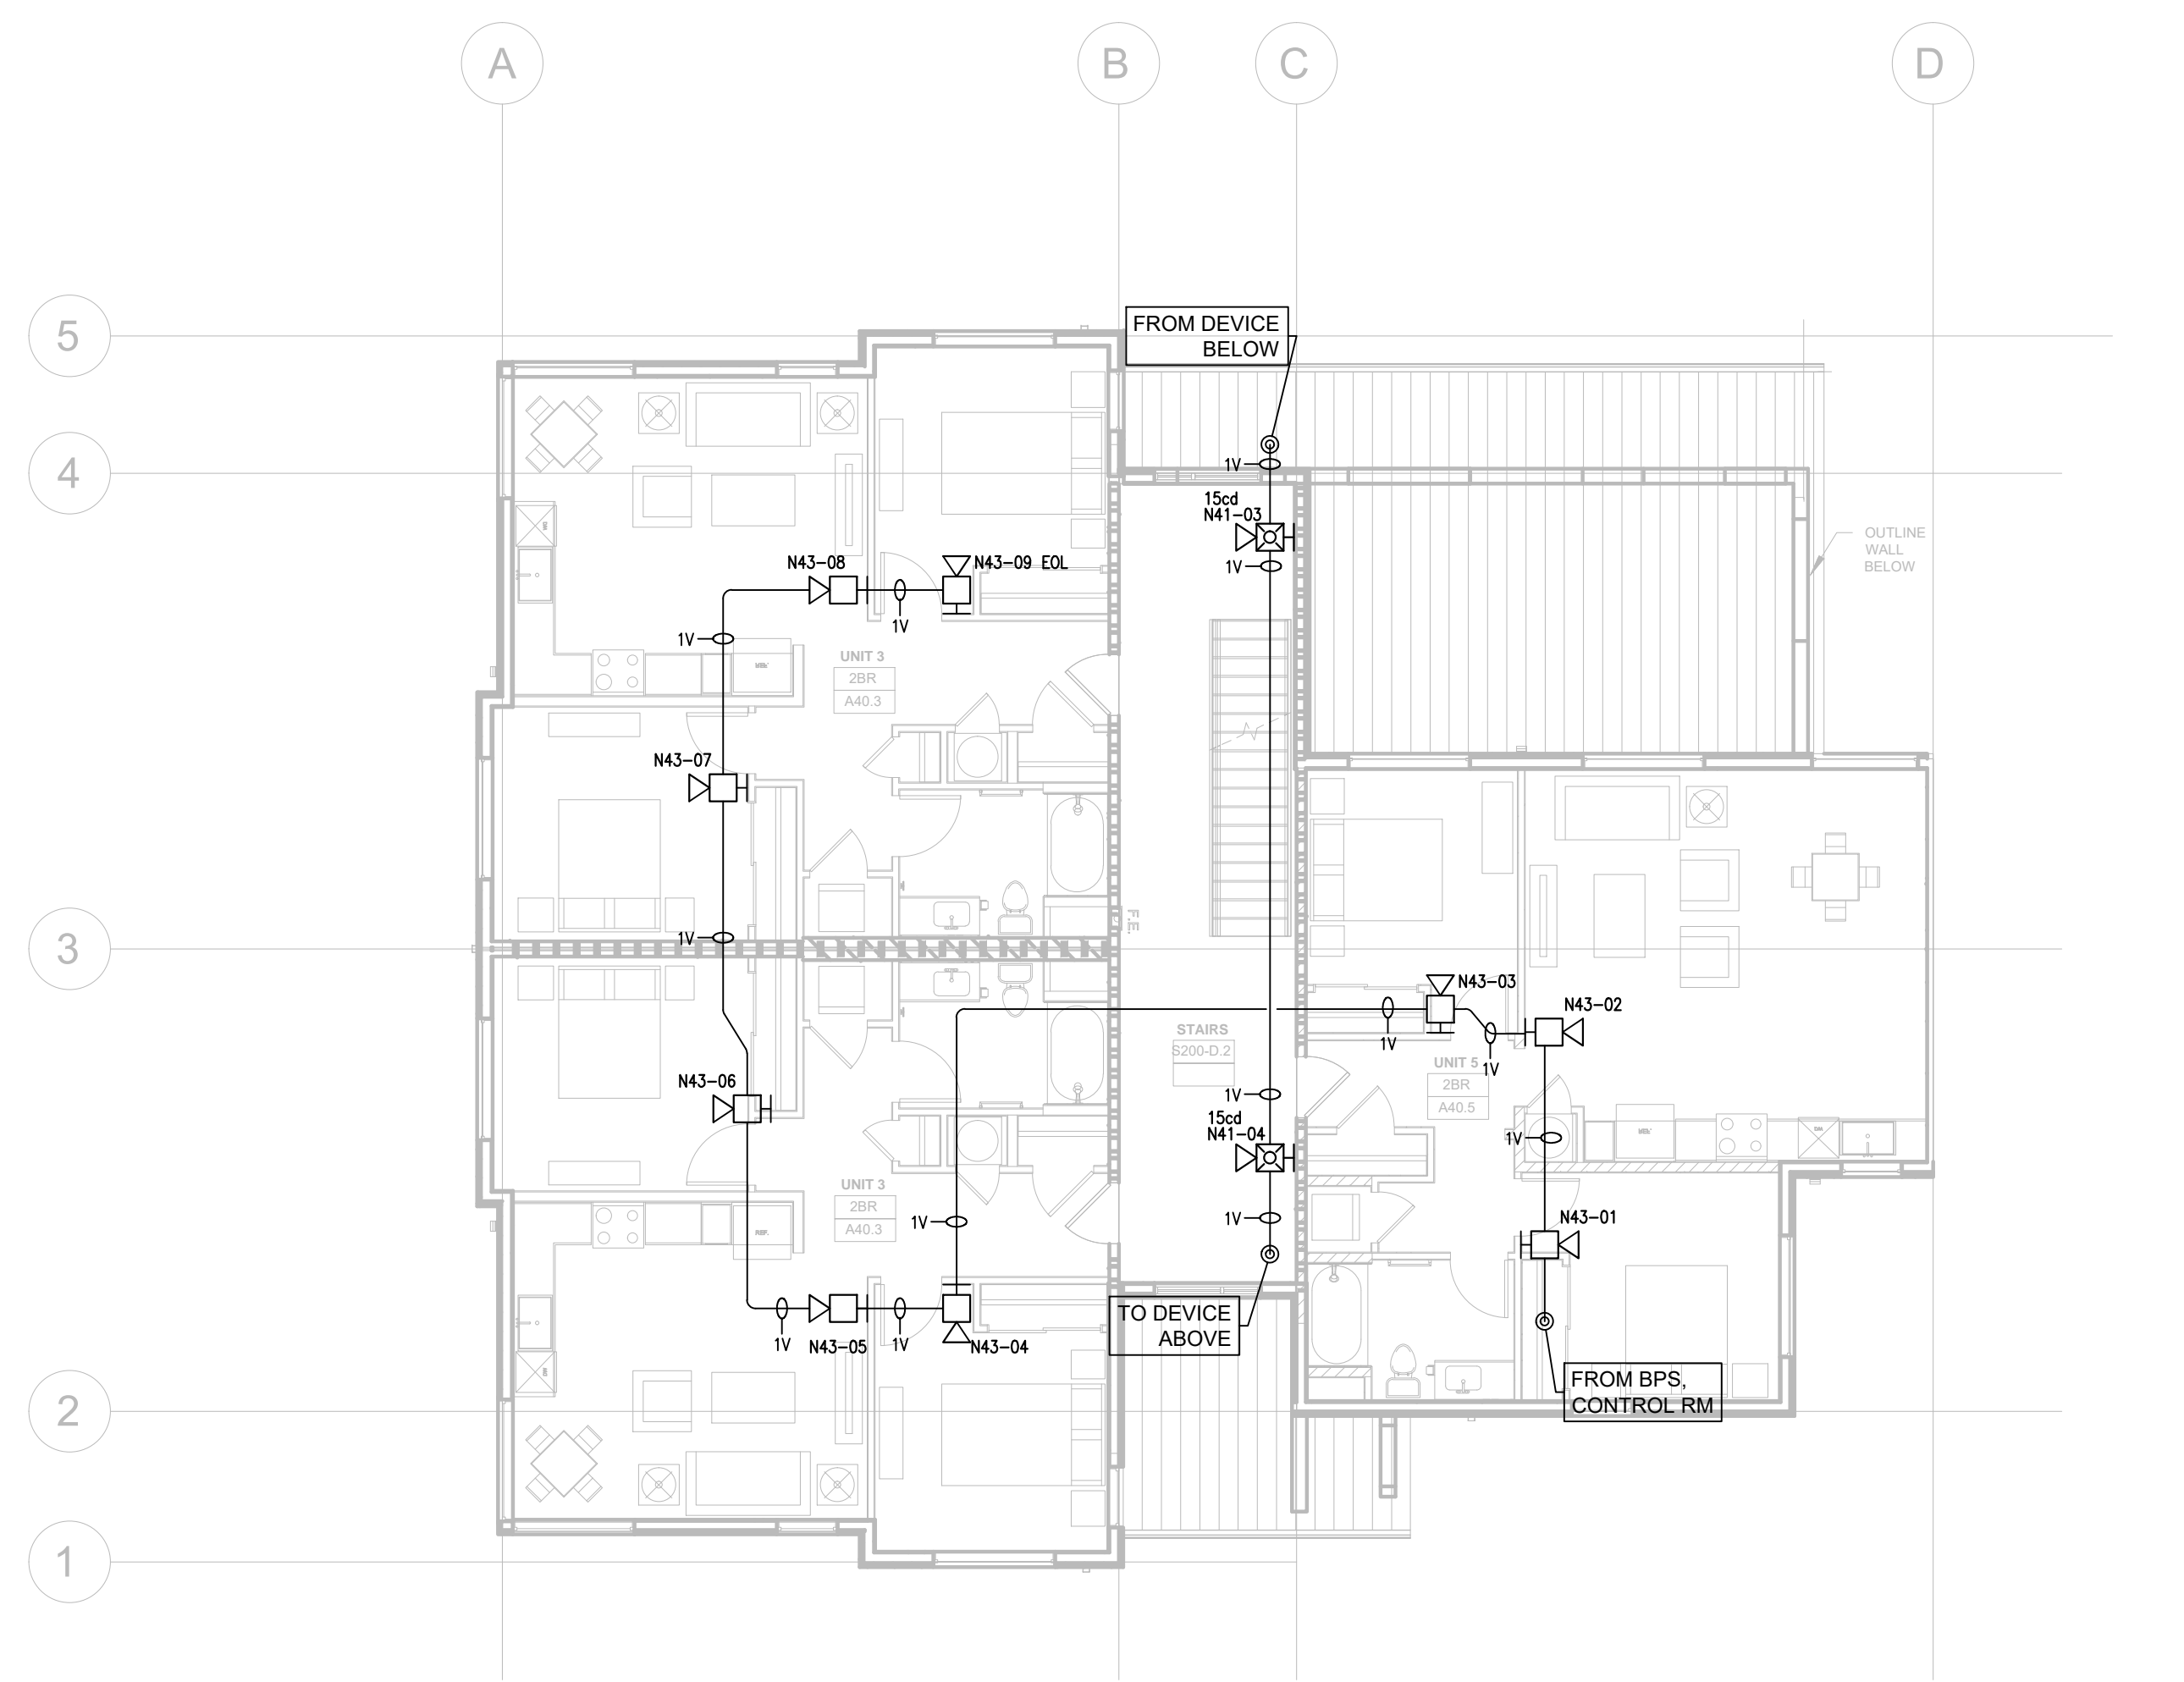 A
B
C
D
5
FROM DEVICE
BELOW
4
1V
15cd
N41-03
OUTLINE
WALL
BELOW
1V
N43-08
N43-09 EOL
1V
1V
UNIT 3
2BR
A40.3
N43-07
F.E.
3
1V
N43-03
1V
N43-02
1V
STAIRS
S200-D.2
UNIT 5
2BR
A40.5
N43-06
1V
15cd
N41-04
1V
UNIT 3
2BR
A40.3
REF.
1V
1V
N43-01
TO DEVICE
ABOVE
1V
N43-05
1V
N43-04
FROM BPS,
CONTROL RM
2
1